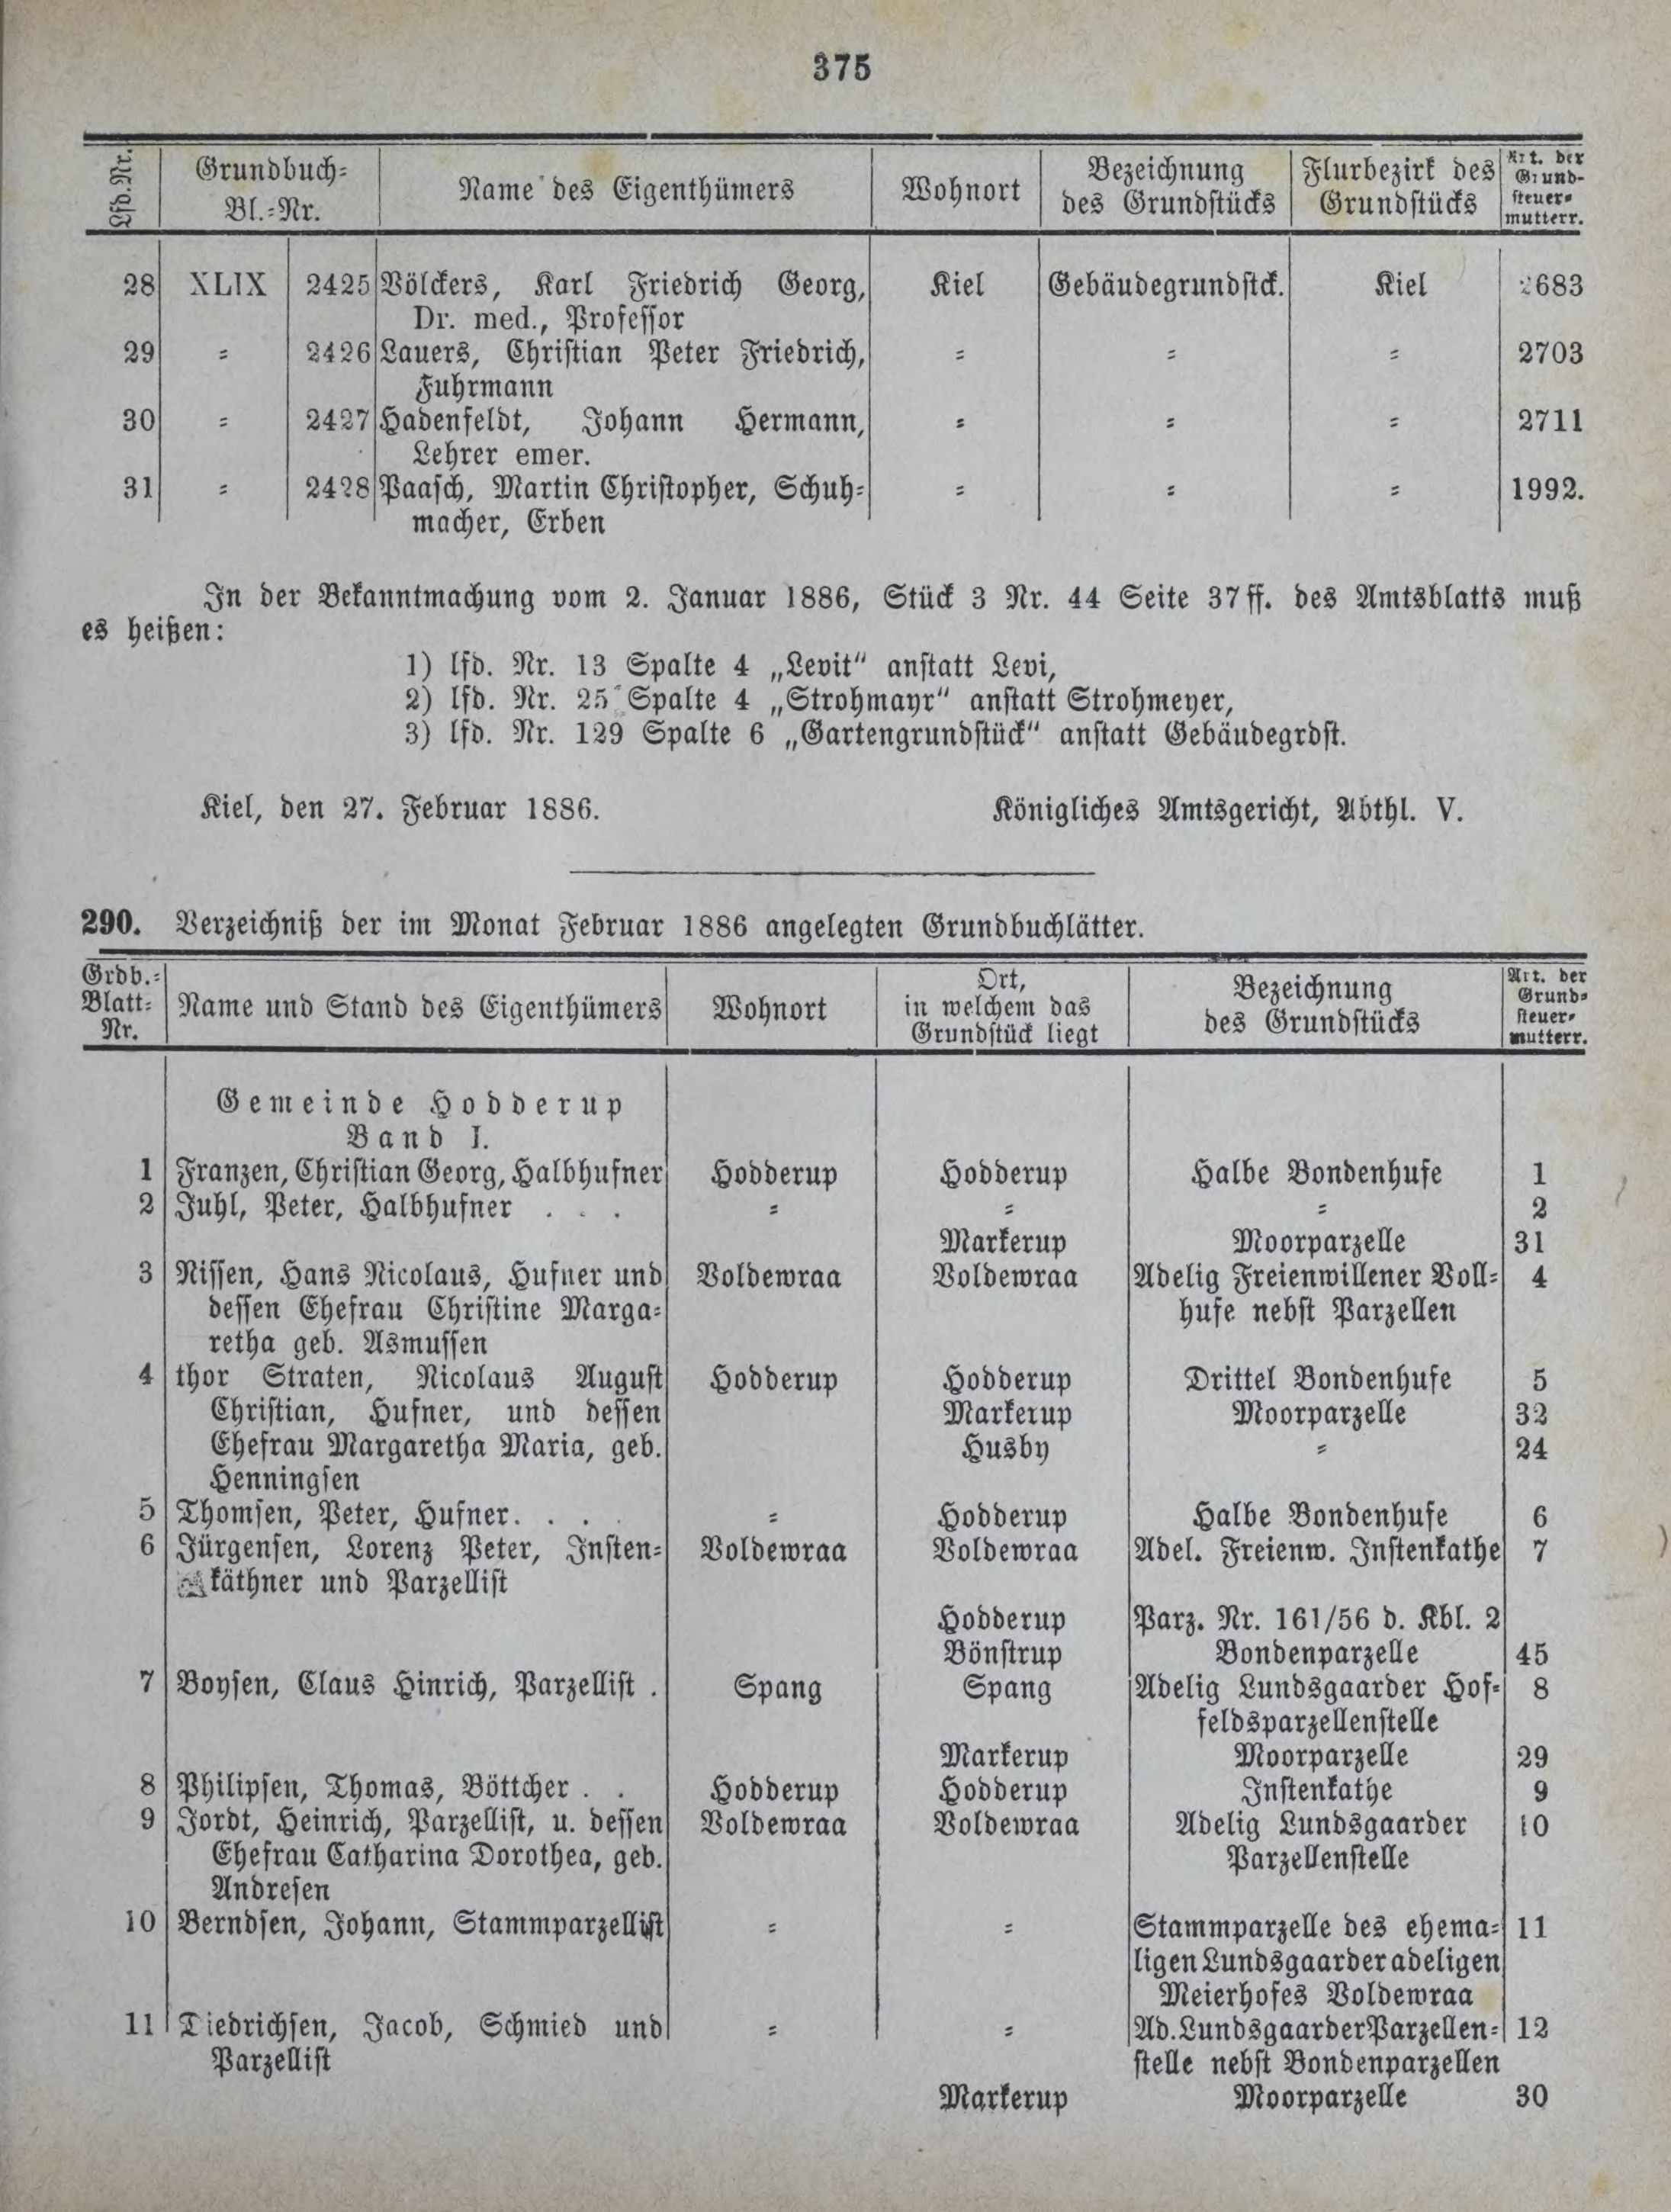 375
Lfd. Nr. Grundbuch- Bl.-Nr. Name des Eigenthümers Wohnort Bezeichnung des Grundstücks Flurbezirk des Grundstücks Art. der Grund-steuer-mutterr.
28 XLIX 2425 Völckers, Karl Friedrich Georg, Kiel Gebäudegrundstck. Kiel 2683
Dr. med., Professor
29 = 2426 Lauers, Christian Peter Friedrich, = = = 2703
Fuhrmann
30 = 2427 Hadenfeldt, Johann Hermann, = = = 2711
Lehrer emer.
31 = 2428 Paasch, Martin Christopher, Schuh- = = = 1992.
macher, Erben
In der Bekanntmachung vom 2. Januar 1886, Stück 3 Nr. 44 Seite 37 ff. des Amtsblatts muß
es heißen:
1) lfd. Nr. 13 Spalte 4 „Levit“ anstatt Levi,
2) lfd. Nr. 25 Spalte 4 „Strohmayr“ anstatt Strohmeyer,
3) lfd. Nr. 129 Spalte 6 „Gartengrundstück“ anstatt Gebäudegrdst.
Kiel, den 27. Februar 1886. Königliches Amtsgericht, Abthl. V.
290. Verzeichniß der im Monat Februar 1886 angelegten Grundbuchlätter.
Grdb.-Blatt-Nr. Name und Stand des Eigenthümers Wohnort Ort, in welchem das Grundstück liegt Bezeichnung des Grundstücks Art. der Grund-steuer-mutterr.
Gemeinde Hodderup
Band I.
1 Franzen, Christian Georg, Halbhufner Hodderup Hodderup Halbe Bondenhufe 1
2 Juhl, Peter, Halbhufner . . . = = = 2
Markerup Moorparzelle 31
3 Nissen, Hans Nicolaus, Hufner und Voldewraa Voldewraa Adelig Freienwillener Voll- 4
dessen Ehefrau Christine Marga- hufe nebst Parzellen
retha geb. Asmussen
4 thor Straten, Nicolaus August Hodderup Hodderup Drittel Bondenhufe 5
Christian, Hufner, und dessen Markerup Moorparzelle 32
Ehefrau Margaretha Maria, geb. Husby = 24
Henningsen
5 Thomsen, Peter, Hufner. . . . = Hodderup Halbe Bondenhufe 6
6 Jürgensen, Lorenz Peter, Insten- Voldewraa Voldewraa Adel. Freienw. Instenkathe 7
käthner und Parzellist
Hodderup Parz. Nr. 161/56 d. Kbl. 2
Bönstrup Bondenparzelle 45
7 Boysen, Claus Hinrich, Parzellist . Spang Spang Adelig Lundsgaarder Hof- 8
feldsparzellenstelle
Markerup Moorparzelle 29
8 Philipsen, Thomas, Böttcher . . Hodderup Hodderup Instenkathe 9
9 Jordt, Heinrich, Parzellist, u. dessen Voldewraa Voldewraa Adelig Lundsgaarder 10
Ehefrau Catharina Dorothea, geb. Parzellenstelle
Andresen
10 Berndsen, Johann, Stammparzellist = = Stammparzelle des ehema- 11
ligen Lundsgaarder adeligen
Meierhofes Voldewraa
11 Diedrichsen, Jacob, Schmied und = = Ad. Lundsgaarder Parzellen- 12
Parzellist stelle nebst Bondenparzellen
Markerup Moorparzelle 30